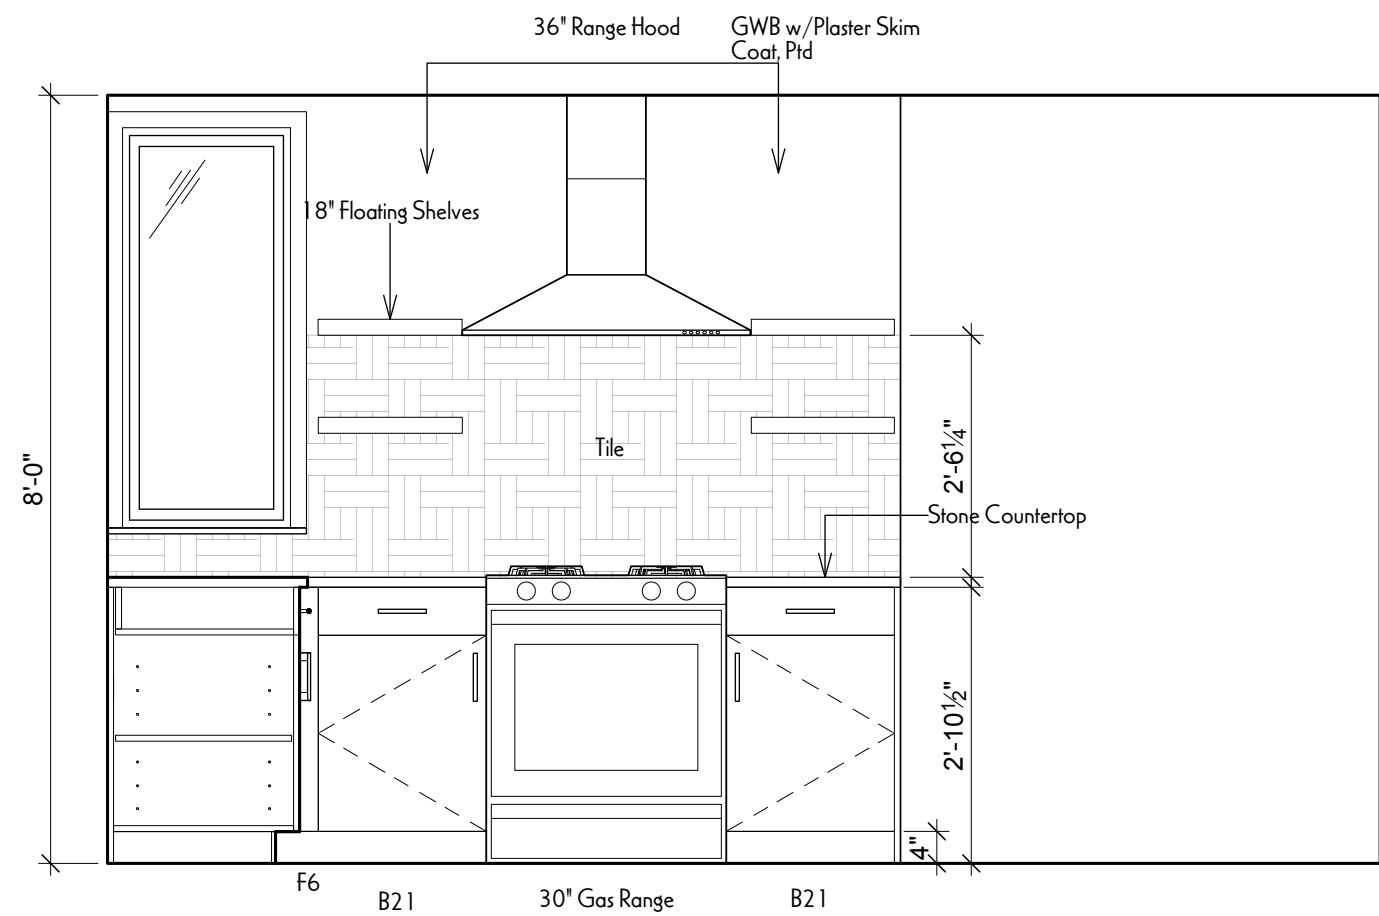 36" Range Hood
GWB w/Plaster Skim
Coat, Ptd
18" Floating Shelves
8'-0"
Tile
2'-6¼"
Stone Countertop
2'-10½"
4"
F6
B21
30" Gas Range
B21